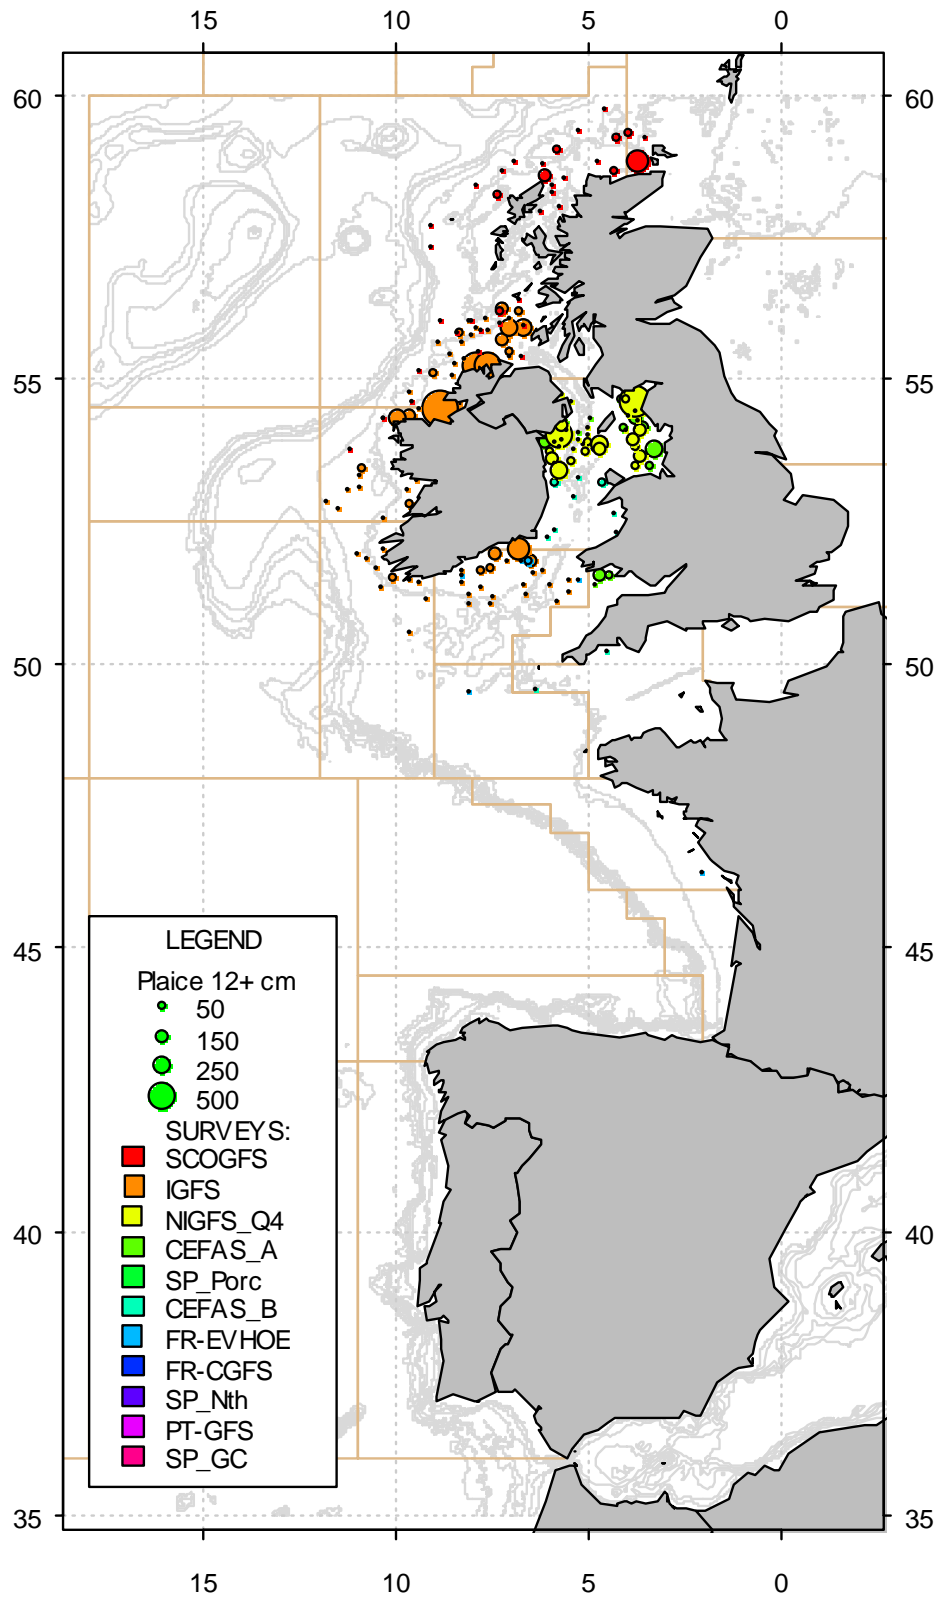 15 10 5 0
60 60
55 55
50 50
45 45
40 40
35 35
LEGEND
Plaice 12+ cm
50
150
250
500
SURVEYS:
SCOGFS
IGFS
NIGFS_Q4
CEFAS_A
SP_Porc
CEFAS_B
FR-EVHOE
FR-CGFS
SP_Nth
PT-GFS
SP_GC
15 10 5 0